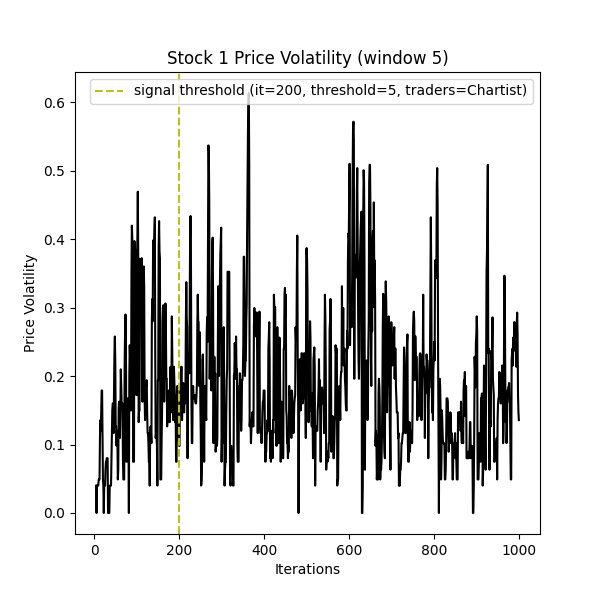 Stock 1 Price Volatility (window 5)
signal threshold (it=200, threshold=5, traders=Chartist)
0.6
0.5
0.4
0.3
0.2
0.1
0.0
Price Volatility
0 200 400 600 800 1000
Iterations